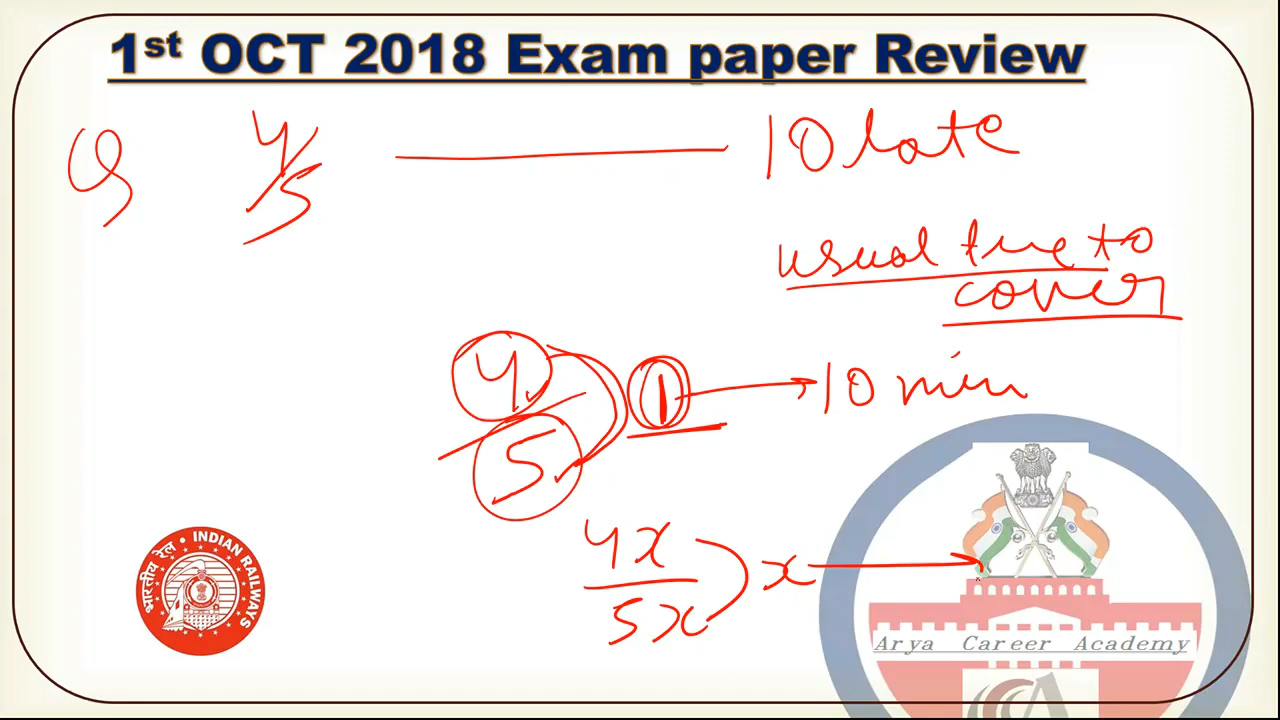 1st OCT 2018 Exam paper Review
Q 4/5 10 late
usual time to
cover
4 1 10 min
5
4x x
5x
भारतीय रेल • INDIAN RAILWAYS
Arya Career Academy